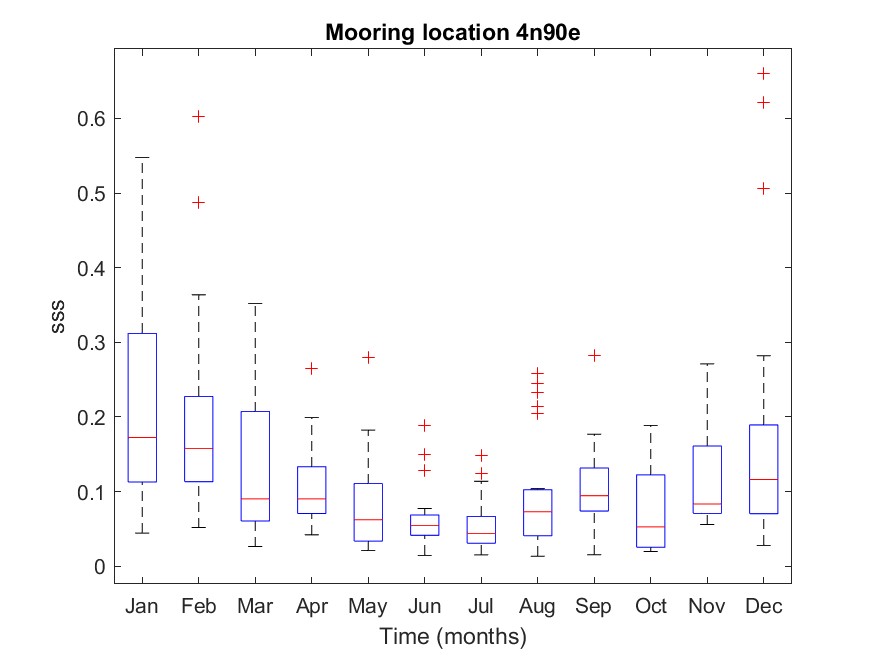 Mooring location 4n90e
0.6
0.5
0.4
0.3
0.2
0.1
0
sss
Jan Feb Mar Apr May Jun Jul Aug Sep Oct Nov Dec
Time (months)